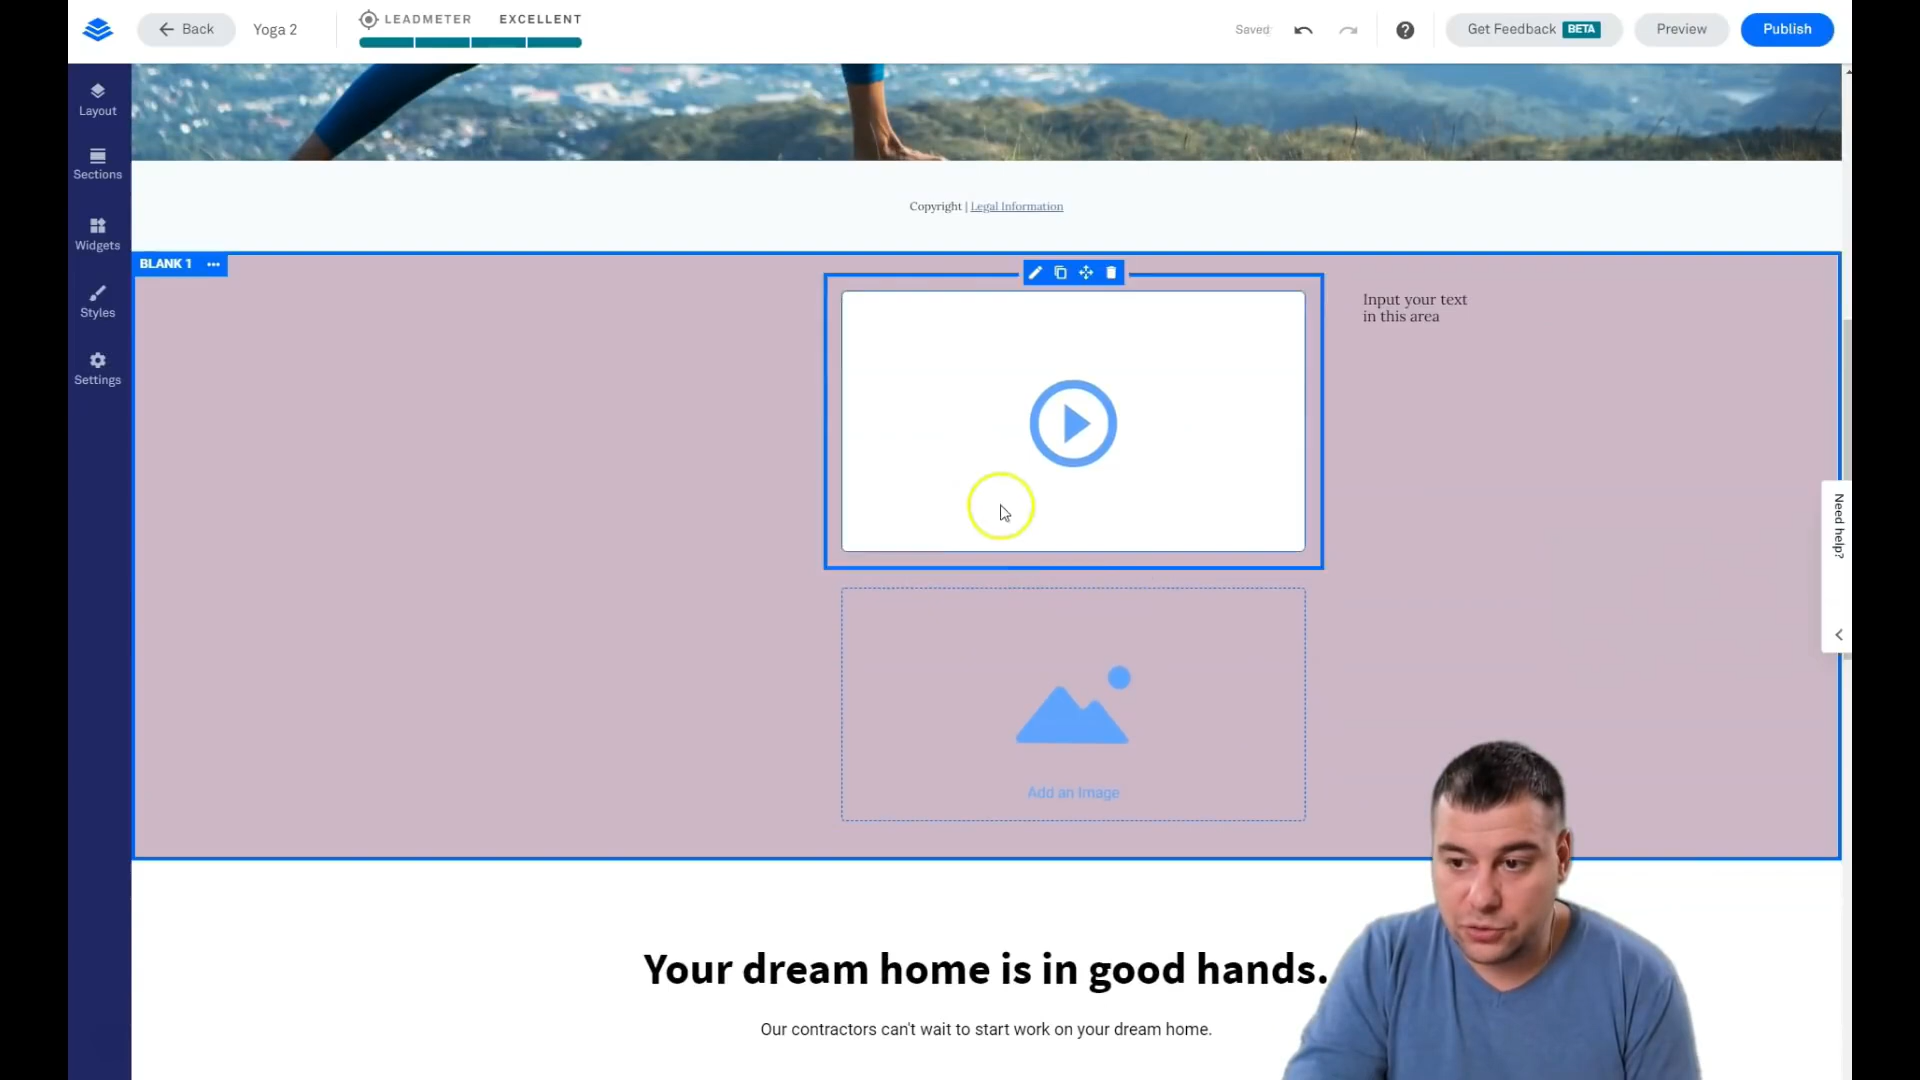 Back
Yoga 2
LEADMETER EXCELLENT
Saved
?
Get Feedback BETA
Preview
Publish
Layout
Sections
Widgets
Styles
Settings
Copyright | Legal Information
BLANK 1 •••
Input your text
in this area
Need help?
Add an Image
Your dream home is in good hands.
Our contractors can't wait to start work on your dream home.